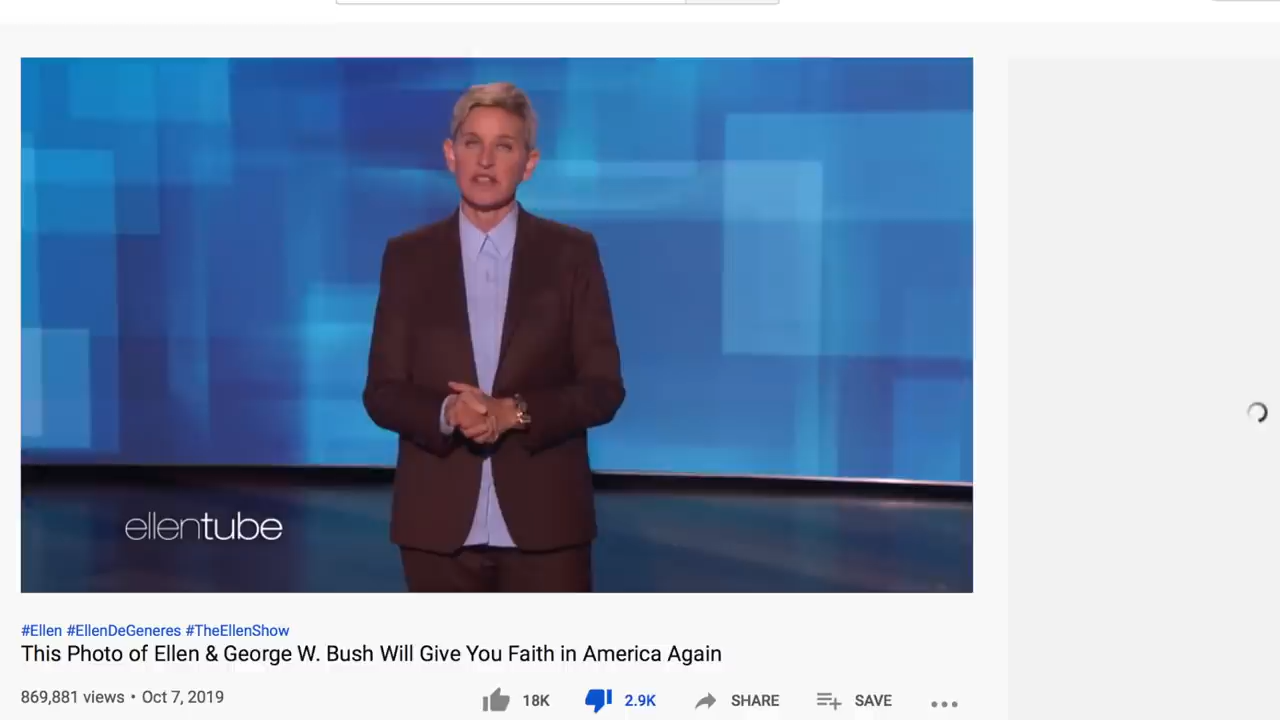 ellentube
#Ellen #EllenDeGeneres #TheEllenShow
This Photo of Ellen & George W. Bush Will Give You Faith in America Again
869,881 views • Oct 7, 2019
18K
2.9K
SHARE
SAVE